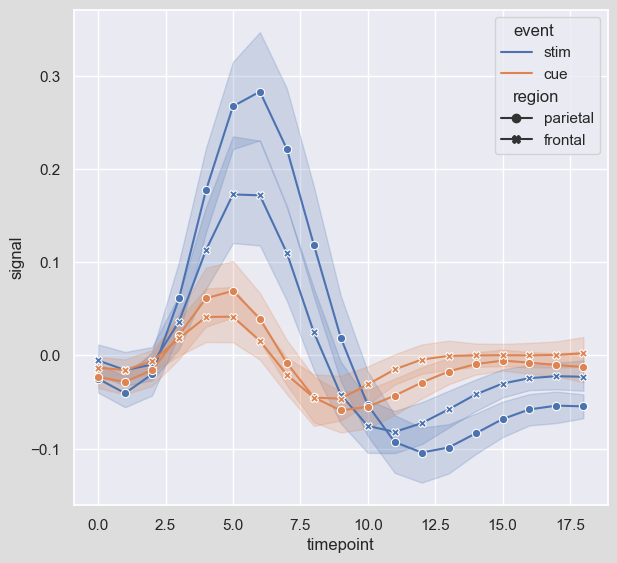 event
stim
cue
region
parietal
frontal
0.3
0.2
0.1
0.0
−0.1
signal
0.0 2.5 5.0 7.5 10.0 12.5 15.0 17.5
timepoint